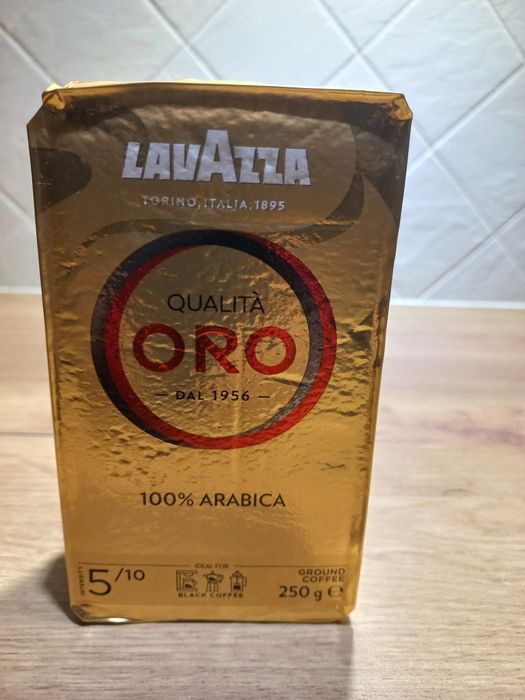 LAVAZZA
TORINO, ITALIA, 1895
QUALITÀ
ORO
DAL 1956
100% ARABICA
INTENSITY
5/10
IDEAL FOR
BLACK COFFEE
GROUND
COFFEE
250 g ℮